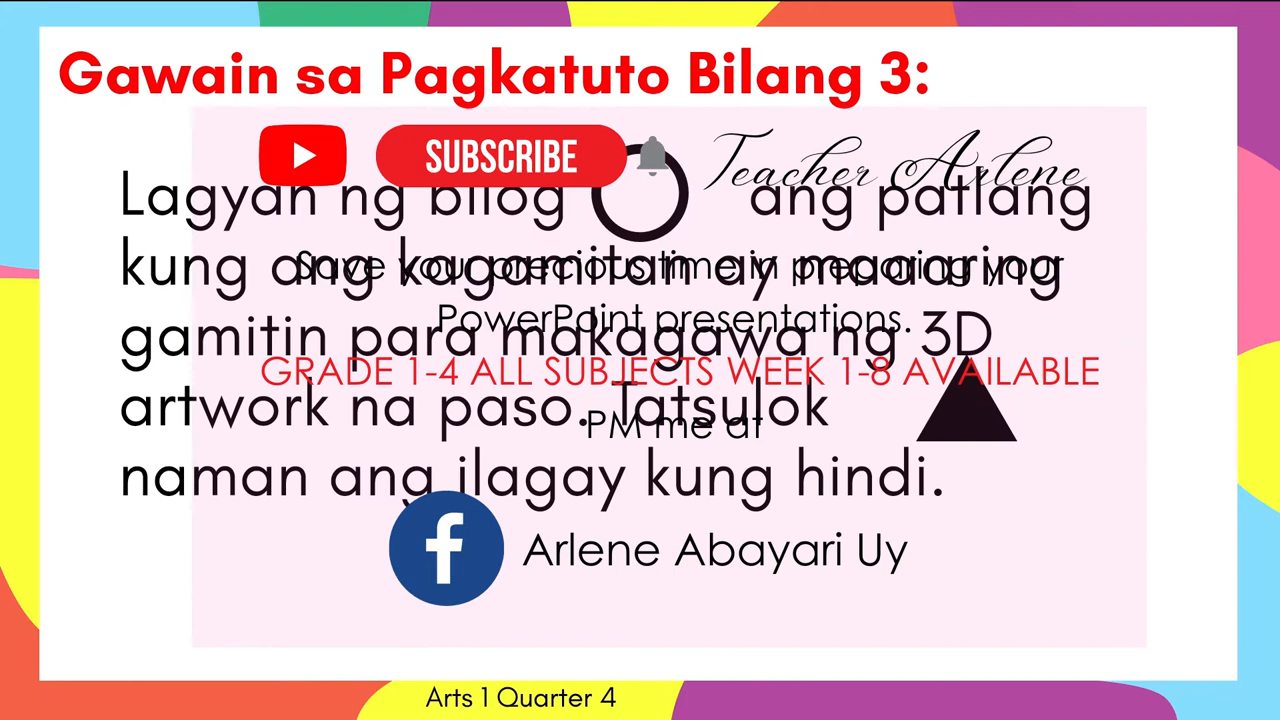 Gawain sa Pagkatuto Bilang 3:
SUBSCRIBE Teacher Arlene
Lagyan ng bilog ang patlang
kung ang kagamitan ay maaaring
Save your precious time in preparing your
PowerPoint presentations.
gamitin para makagawa ng 3D
GRADE 1-4 ALL SUBJECTS WEEK 1-8 AVAILABLE
artwork na paso. Tatsulok
PM me at
naman ang ilagay kung hindi.
f Arlene Abayari Uy
Arts 1 Quarter 4